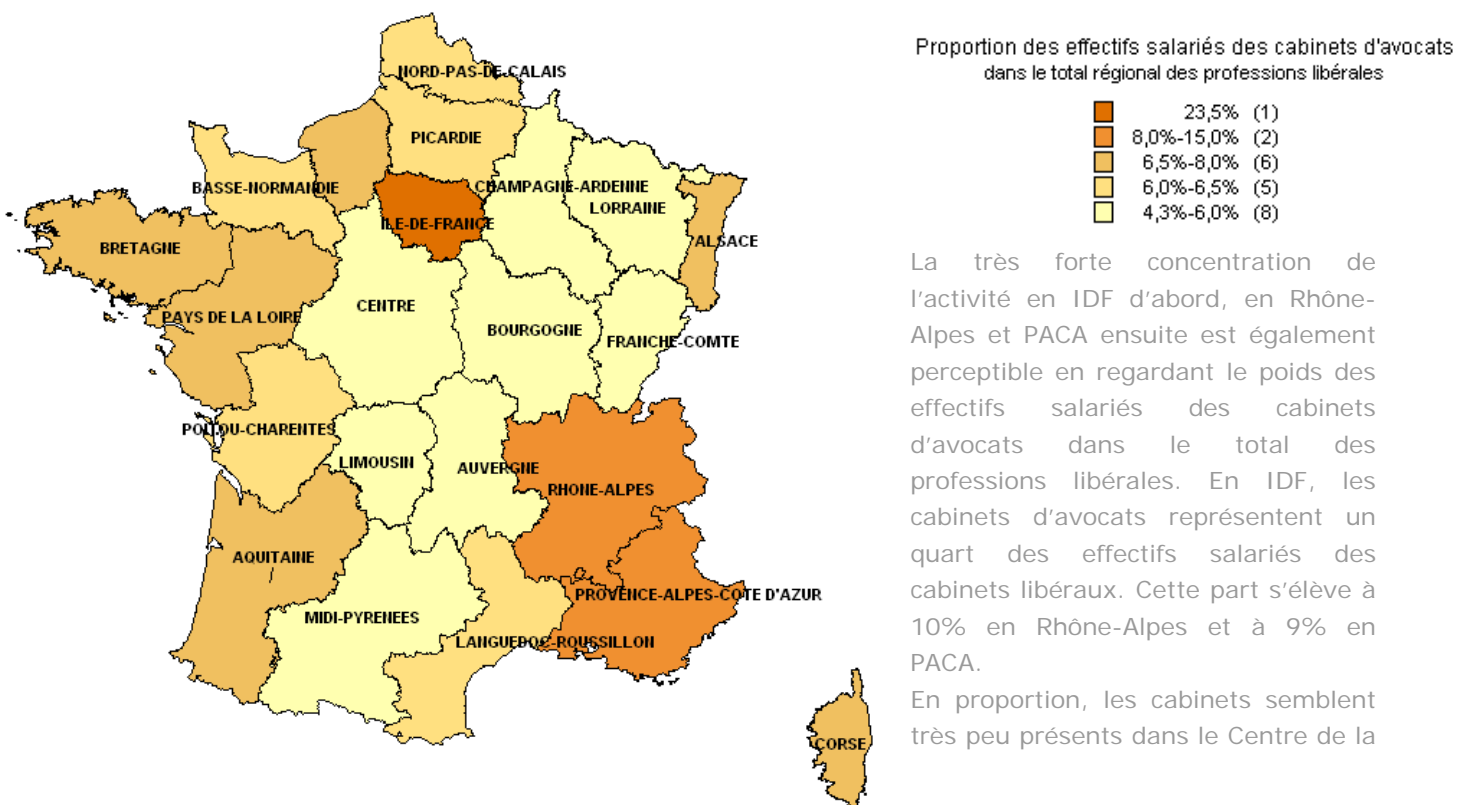 NORD-PAS-DE-CALAIS
PICARDIE
BASSE-NORMANDIE
CHAMPAGNE-ARDENNE
LORRAINE
ILE-DE-FRANCE
ALSACE
BRETAGNE
PAYS DE LA LOIRE
CENTRE
BOURGOGNE
FRANCHE-COMTE
POITOU-CHARENTES
LIMOUSIN
AUVERGNE
RHONE-ALPES
AQUITAINE
PROVENCE-ALPES-COTE D'AZUR
MIDI-PYRENEES
LANGUEDOC-ROUSSILLON
CORSE
Proportion des effectifs salariés des cabinets d'avocats
dans le total régional des professions libérales
23,5% (1)
8,0%-15,0% (2)
6,5%-8,0% (6)
6,0%-6,5% (5)
4,3%-6,0% (8)
La très forte concentration de
l'activité en IDF d'abord, en Rhône-
Alpes et PACA ensuite est également
perceptible en regardant le poids des
effectifs salariés des cabinets
d'avocats dans le total des
professions libérales. En IDF, les
cabinets d'avocats représentent un
quart des effectifs salariés des
cabinets libéraux. Cette part s'élève à
10% en Rhône-Alpes et à 9% en
PACA.
En proportion, les cabinets semblent
très peu présents dans le Centre de la